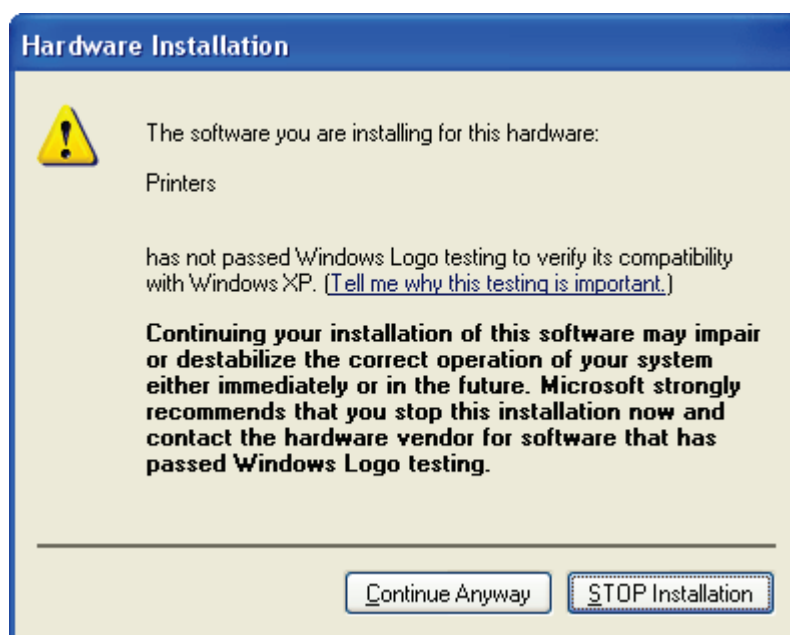 Hardware Installation
The software you are installing for this hardware:
Printers
has not passed Windows Logo testing to verify its compatibility
with Windows XP. (Tell me why this testing is important.)
Continuing your installation of this software may impair
or destabilize the correct operation of your system
either immediately or in the future. Microsoft strongly
recommends that you stop this installation now and
contact the hardware vendor for software that has
passed Windows Logo testing.
Continue Anyway
STOP Installation